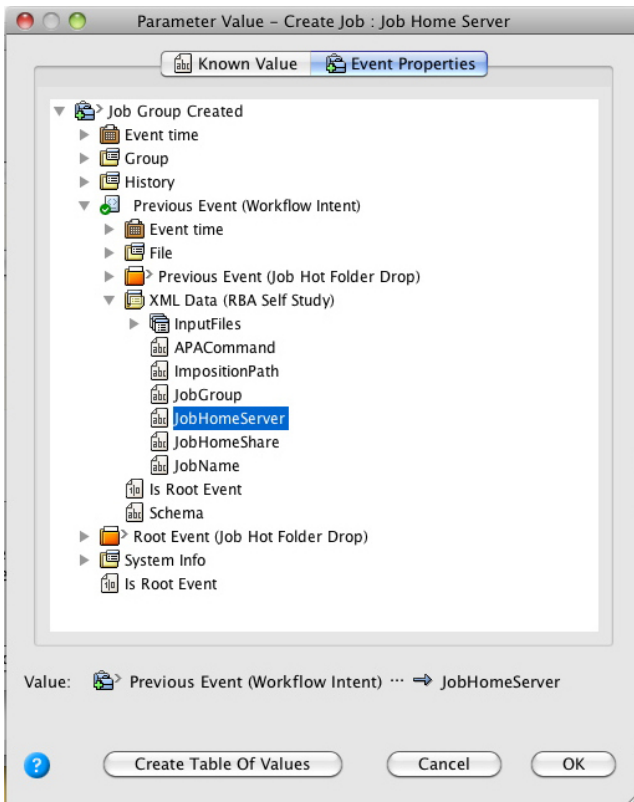 Parameter Value – Create Job : Job Home Server
Known Value
Event Properties
Job Group Created
Event time
Group
History
Previous Event (Workflow Intent)
Event time
File
Previous Event (Job Hot Folder Drop)
XML Data (RBA Self Study)
InputFiles
APACommand
ImpositionPath
JobGroup
JobHomeServer
JobHomeShare
JobName
Is Root Event
Schema
Root Event (Job Hot Folder Drop)
System Info
Is Root Event
Value: Previous Event (Workflow Intent) ··· ⇒ JobHomeServer
? Create Table Of Values Cancel OK